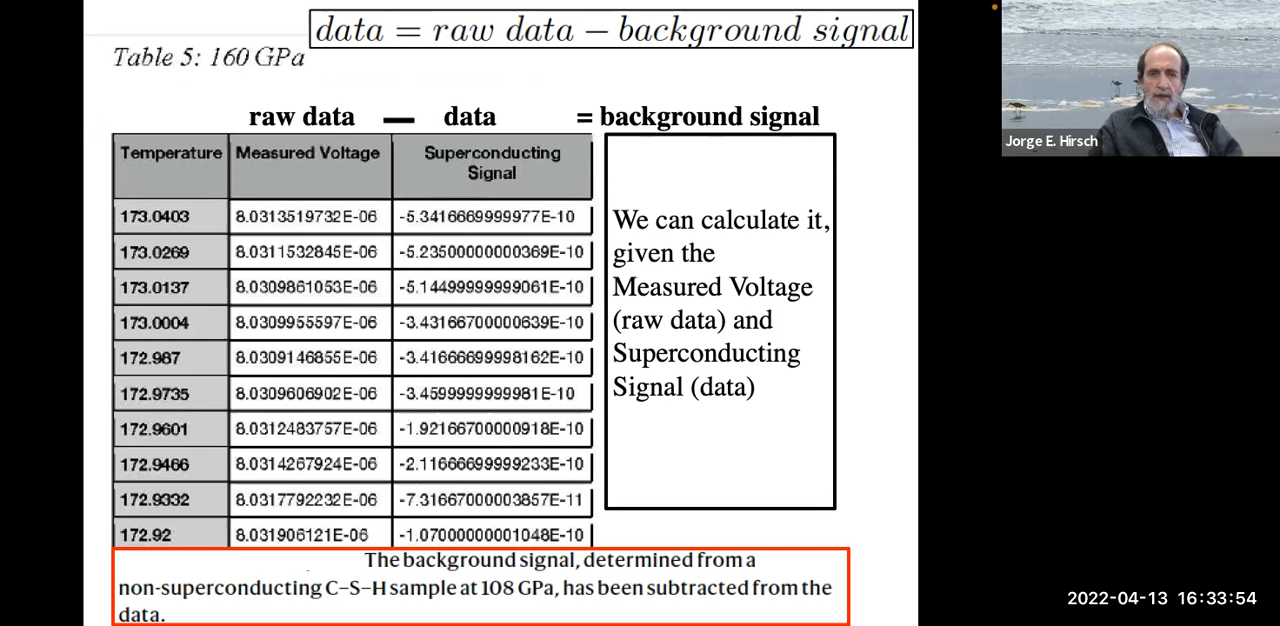 data = raw data − background signal
Table 5: 160 GPa
raw data — data = background signal
Temperature Measured Voltage Superconducting
Signal
173.0403 8.0313519732E-06 -5.3416669999977E-10
173.0269 8.0311532845E-06 -5.23500000000369E-10
173.0137 8.0309861053E-06 -5.14499999999061E-10
173.0004 8.0309955597E-06 -3.43166700000639E-10
172.987 8.0309146855E-06 -3.41666699998162E-10
172.9735 8.0309606902E-06 -3.4599999999981E-10
172.9601 8.0312483757E-06 -1.92166700000918E-10
172.9466 8.0314267924E-06 -2.11666699999233E-10
172.9332 8.0317792232E-06 -7.31667000003857E-11
172.92 8.031906121E-06 -1.07000000001048E-10
We can calculate it,
given the
Measured Voltage
(raw data) and
Superconducting
Signal (data)
The background signal, determined from a
non-superconducting C–S–H sample at 108 GPa, has been subtracted from the
data.
Jorge E. Hirsch
2022-04-13 16:33:54